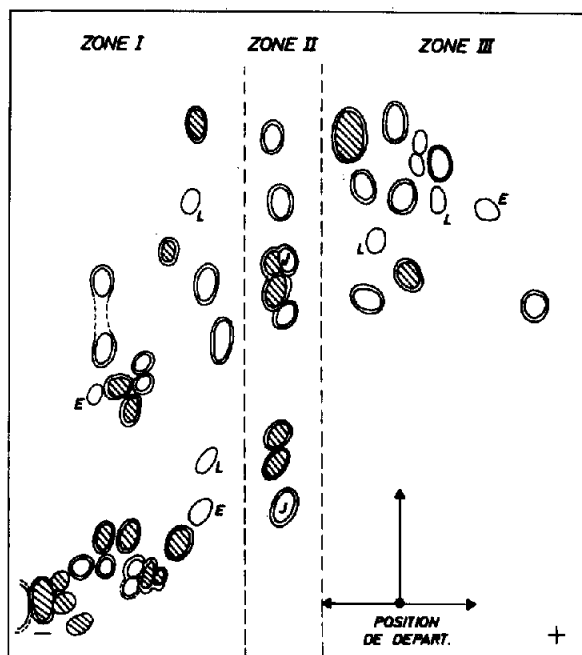 ZONE I
ZONE II
ZONE III
L
E
L
L
J
E
L
E
J
POSITION
DE DEPART.
−
+